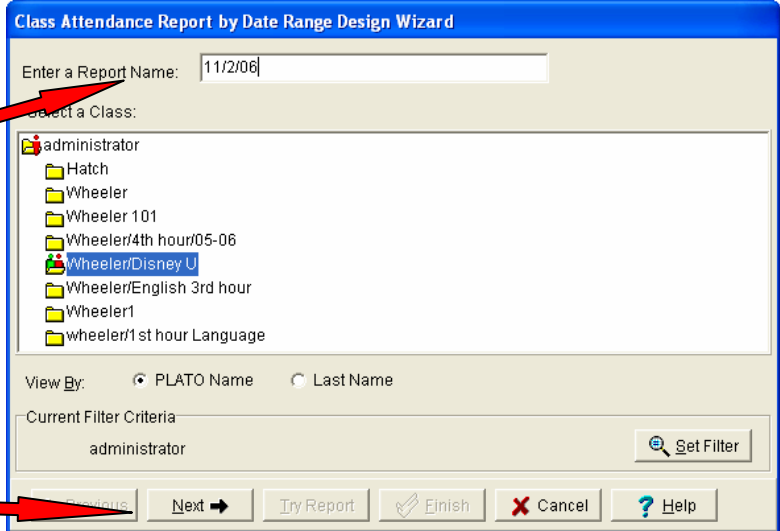 Class Attendance Report by Date Range Design Wizard
Enter a Report Name: 11/2/06
Select a Class:
administrator
Hatch
Wheeler
Wheeler 101
Wheeler/4th hour/05-06
Wheeler/Disney U
Wheeler/English 3rd hour
Wheeler1
wheeler/1st hour Language
View By: PLATO Name Last Name
Current Filter Criteria
administrator Set Filter
Previous Next Try Report Finish Cancel Help